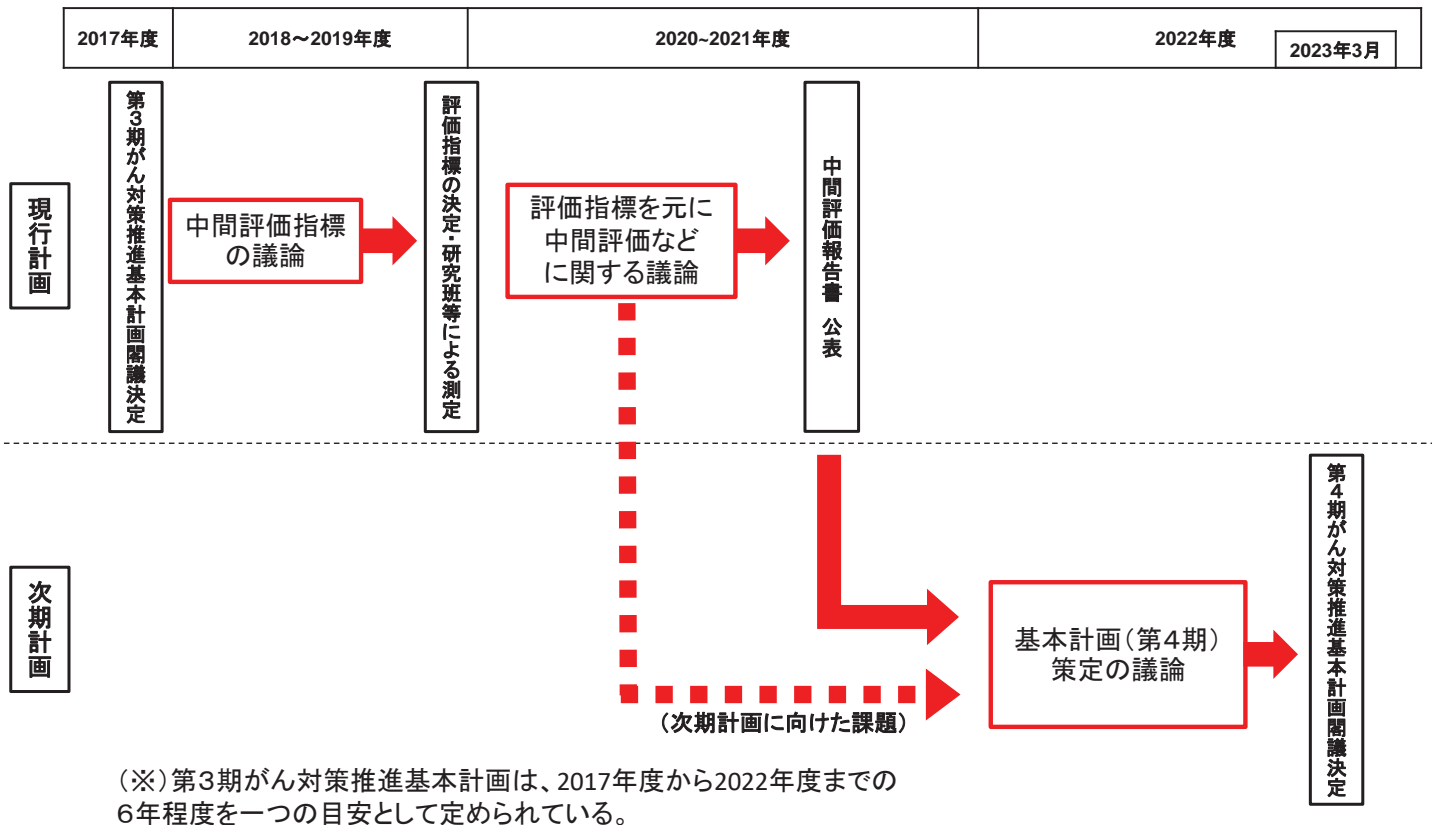 2017年度
2018～2019年度
2020~2021年度
2022年度
2023年3月
現行計画
第3期がん対策推進基本計画閣議決定
中間評価指標
の議論
評価指標の決定・研究班等による測定
評価指標を元に
中間評価など
に関する議論
中間評価報告書 公表
次期計画
(次期計画に向けた課題)
基本計画(第4期)
策定の議論
第4期がん対策推進基本計画閣議決定
(※)第3期がん対策推進基本計画は、2017年度から2022年度までの
6年程度を一つの目安として定められている。